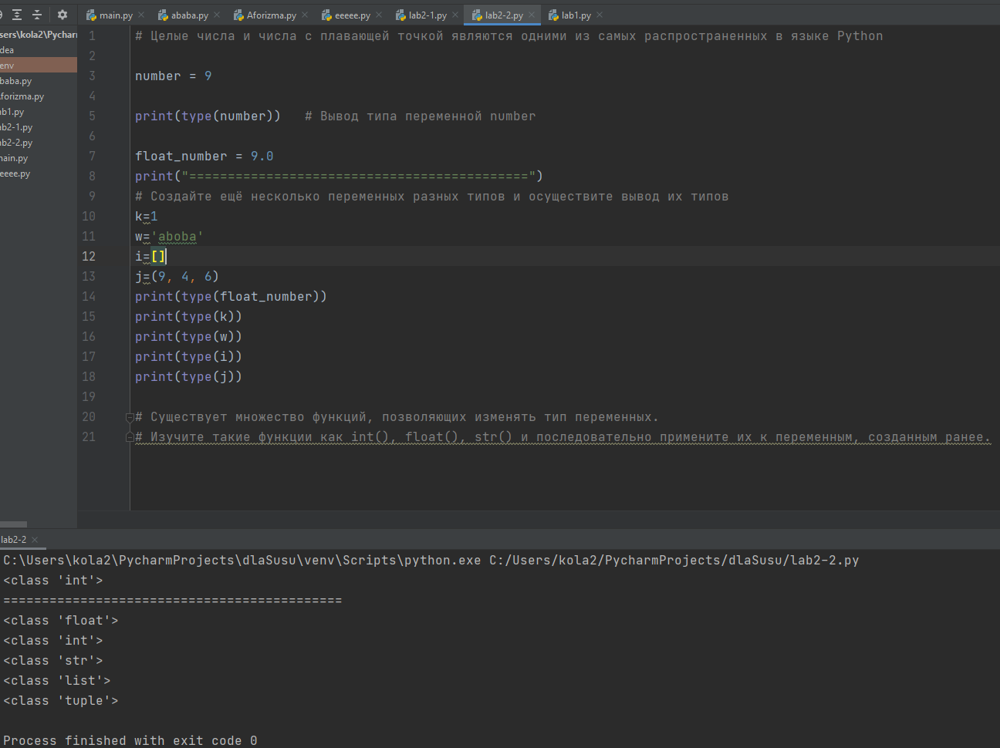 main.py ababa.py Aforizma.py eeeee.py lab2-1.py lab2-2.py lab1.py
sers\kola2\Pychar
dea
env
baba.py
forizma.py
b1.py
ab2-1.py
ab2-2.py
nain.py
eeee.py
1 # Целые числа и числа с плавающей точкой являются одними из самых распространенных в языке Python
2
3 number = 9
4
5 print(type(number)) # Вывод типа переменной number
6
7 float_number = 9.0
8 print("============================================")
9 # Создайте ещё несколько переменных разных типов и осуществите вывод их типов
10 k=1
11 w='aboba'
12 i=[]
13 j=(9, 4, 6)
14 print(type(float_number))
15 print(type(k))
16 print(type(w))
17 print(type(i))
18 print(type(j))
19
20 # Существует множество функций, позволяющих изменять тип переменных.
21 # Изучите такие функции как int(), float(), str() и последовательно примените их к переменным, созданным ранее.
lab2-2
C:\Users\kola2\PycharmProjects\dlaSusu\venv\Scripts\python.exe C:/Users/kola2/PycharmProjects/dlaSusu/lab2-2.py
<class 'int'>
============================================
<class 'float'>
<class 'int'>
<class 'str'>
<class 'list'>
<class 'tuple'>
Process finished with exit code 0